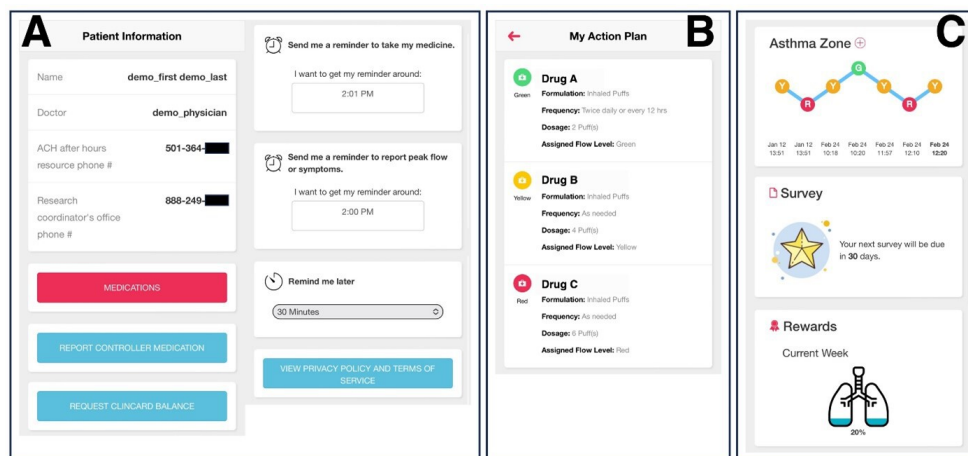 A
Patient Information
Name demo_first demo_last
Doctor demo_physician
ACH after hours 501-364-
resource phone #
Research 888-249-
coordinator's office
phone #
MEDICATIONS
REPORT CONTROLLER MEDICATION
REQUEST CLINCARD BALANCE
Send me a reminder to take my medicine.
I want to get my reminder around:
2:01 PM
Send me a reminder to report peak flow
or symptoms.
I want to get my reminder around:
2:00 PM
Remind me later
30 Minutes
VIEW PRIVACY POLICY AND TERMS OF
SERVICE
B
My Action Plan
Green
Drug A
Formulation: Inhaled Puffs
Frequency: Twice daily or every 12 hrs
Dosage: 2 Puff(s)
Assigned Flow Level: Green
Yellow
Drug B
Formulation: Inhaled Puffs
Frequency: As needed
Dosage: 4 Puff(s)
Assigned Flow Level: Yellow
Red
Drug C
Formulation: Inhaled Puffs
Frequency: As needed
Dosage: 6 Puff(s)
Assigned Flow Level: Red
C
Asthma Zone
Y R Y G Y R Y
Jan 12 Jan 12 Feb 24 Feb 24 Feb 24 Feb 24 Feb 24
13:51 13:51 10:18 10:20 11:57 12:10 12:20
Survey
Your next survey will be due
in 30 days.
Rewards
Current Week
20%